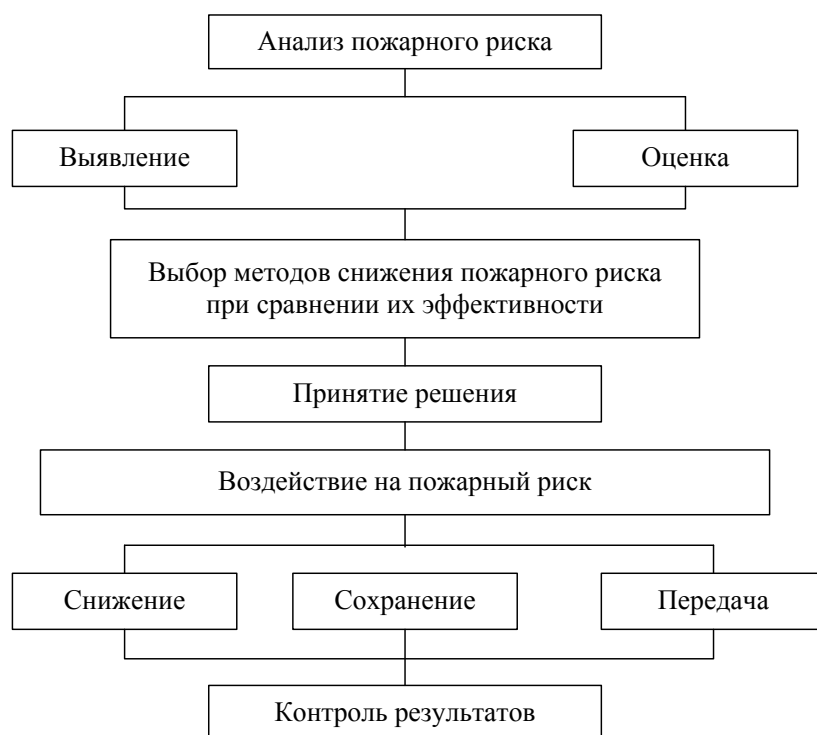 Анализ пожарного риска
Выявление
Оценка
Выбор методов снижения пожарного риска
при сравнении их эффективности
Принятие решения
Воздействие на пожарный риск
Снижение
Сохранение
Передача
Контроль результатов